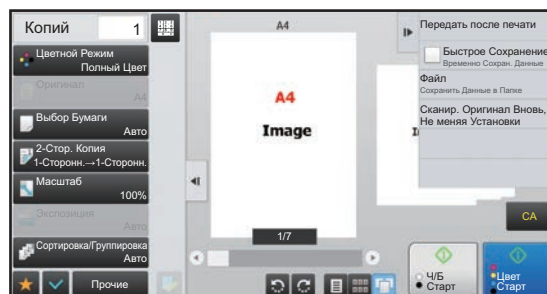 Копий 1
Цветной Режим
Полный Цвет
Оригинал
A4
Выбор Бумаги
Авто
2-Стор. Копия
1-Сторонн.→1-Сторонн.
Масштаб
100%
Экспозиция
Авто
Сортировка/Группировка
Авто
Прочие
A4
A4
Image
1/7
Передать после печати
Быстрое Сохранение
Временно Сохран. Данные
Файл
Сохранить Данные в Папке
Сканир. Оригинал Вновь,
Не меняя Установки
CA
Ч/Б
Старт
Цвет
Старт